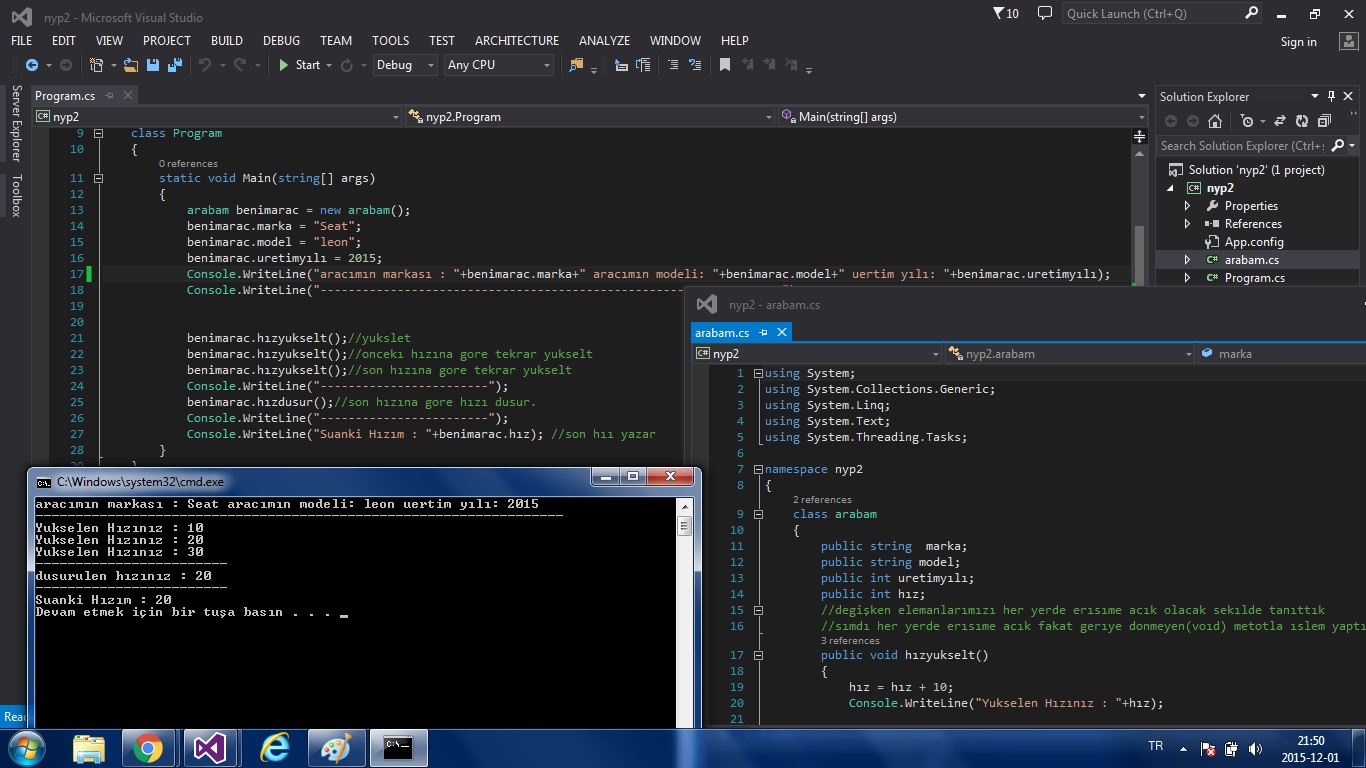 nyp2 - Microsoft Visual Studio
10
Quick Launch (Ctrl+Q)
FILE EDIT VIEW PROJECT BUILD DEBUG TEAM TOOLS TEST ARCHITECTURE ANALYZE WINDOW HELP
Sign in
Start Debug Any CPU
Server Explorer
Toolbox
Program.cs
nyp2 nyp2.Program Main(string[] args)
9 class Program
10 {
0 references
11 static void Main(string[] args)
12 {
13 arabam benimarac = new arabam();
14 benimarac.marka = "Seat";
15 benimarac.model = "leon";
16 benimarac.uretimyılı = 2015;
17 Console.WriteLine("aracımın markası : "+benimarac.marka+" aracımın modeli: "+benimarac.model+" uertim yılı: "+benimarac.uretimyılı);
18 Console.WriteLine("------------------------------------------------------------------
19
20
21 benimarac.hızyukselt();//yukslet
22 benimarac.hızyukselt();//oncekı hızına gore tekrar yukselt
23 benimarac.hızyukselt();//son hızına gore tekrar yukselt
24 Console.WriteLine("------------------------");
25 benimarac.hızdusur();//son hızına gore hızı dusur.
26 Console.WriteLine("------------------------");
27 Console.WriteLine("Suanki Hızım : "+benimarac.hız); //son hıı yazar
28 }
Solution Explorer
Search Solution Explorer (Ctrl+ş
Solution 'nyp2' (1 project)
nyp2
Properties
References
App.config
arabam.cs
Program.cs
nyp2 - arabam.cs
arabam.cs
nyp2 nyp2.arabam marka
1 using System;
2 using System.Collections.Generic;
3 using System.Linq;
4 using System.Text;
5 using System.Threading.Tasks;
6
7 namespace nyp2
8 {
2 references
9 class arabam
10 {
11 public string  marka;
12 public string model;
13 public int uretimyılı;
14 public int hız;
15 //degişken elemanlarımızı her yerde erısıme acık olacak sekılde tanıttık
16 //sımdı her yerde erısıme acık fakat gerıye donmeyen(voıd) metotla ıslem yaptı
3 references
17 public void hızyukselt()
18 {
19 hız = hız + 10;
20 Console.WriteLine("Yukselen Hızınız : "+hız);
21
C:\Windows\system32\cmd.exe
aracımın markası : Seat aracımın modeli: leon uertim yılı: 2015
------------------------------------------------------------------
Yukselen Hızınız : 10
Yukselen Hızınız : 20
Yukselen Hızınız : 30
------------------------
dusurulen hızınız : 20
------------------------
Suanki Hızım : 20
Devam etmek için bir tuşa basın . . . _
Read
TR
21:50
2015-12-01